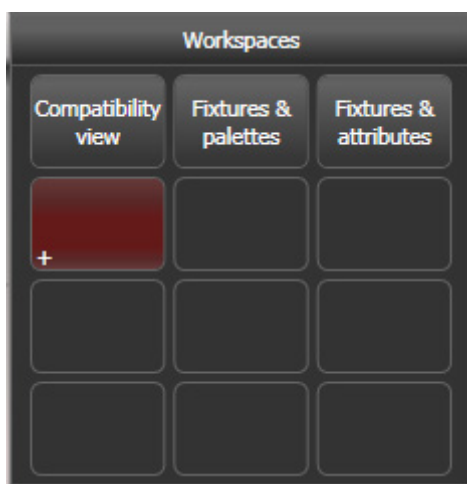 Workspaces
Compatibility
view
Fixtures &
palettes
Fixtures &
attributes
+